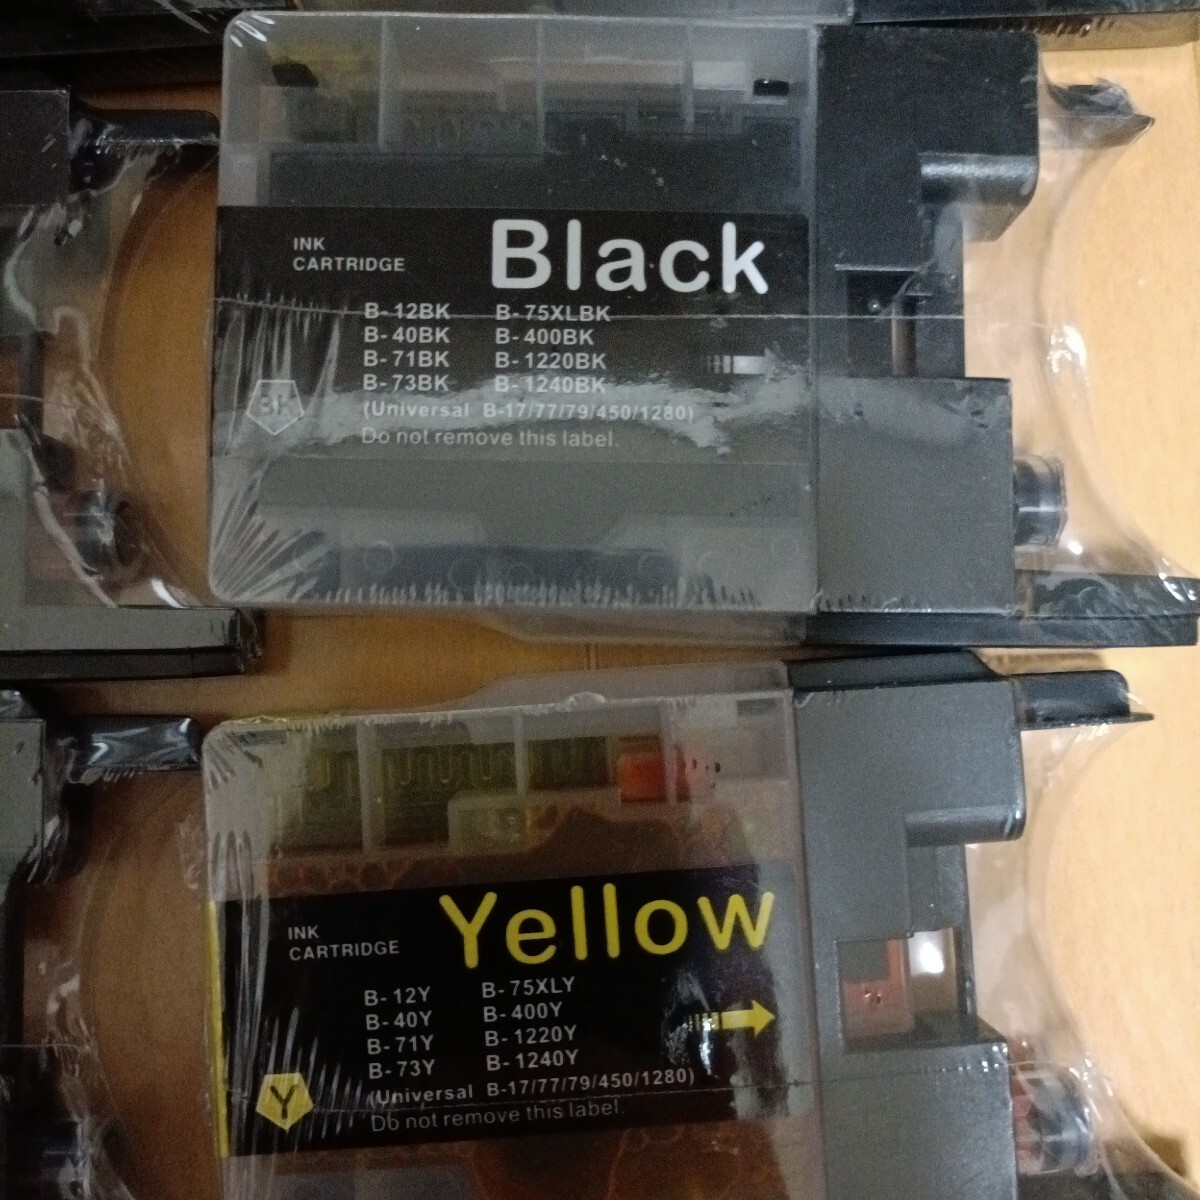 INK
CARTRIDGE
Black
B-12BK B-75XLBK
B-40BK B-400BK
B-71BK B-1220BK
B-73BK B-1240BK
(Universal B-17/77/79/450/1280)
Do not remove this label.
BK
INK
CARTRIDGE
Yellow
B-12Y B-75XLY
B-40Y B-400Y
B-71Y B-1220Y
B-73Y B-1240Y
(Universal B-17/77/79/450/1280)
Do not remove this label.
Y